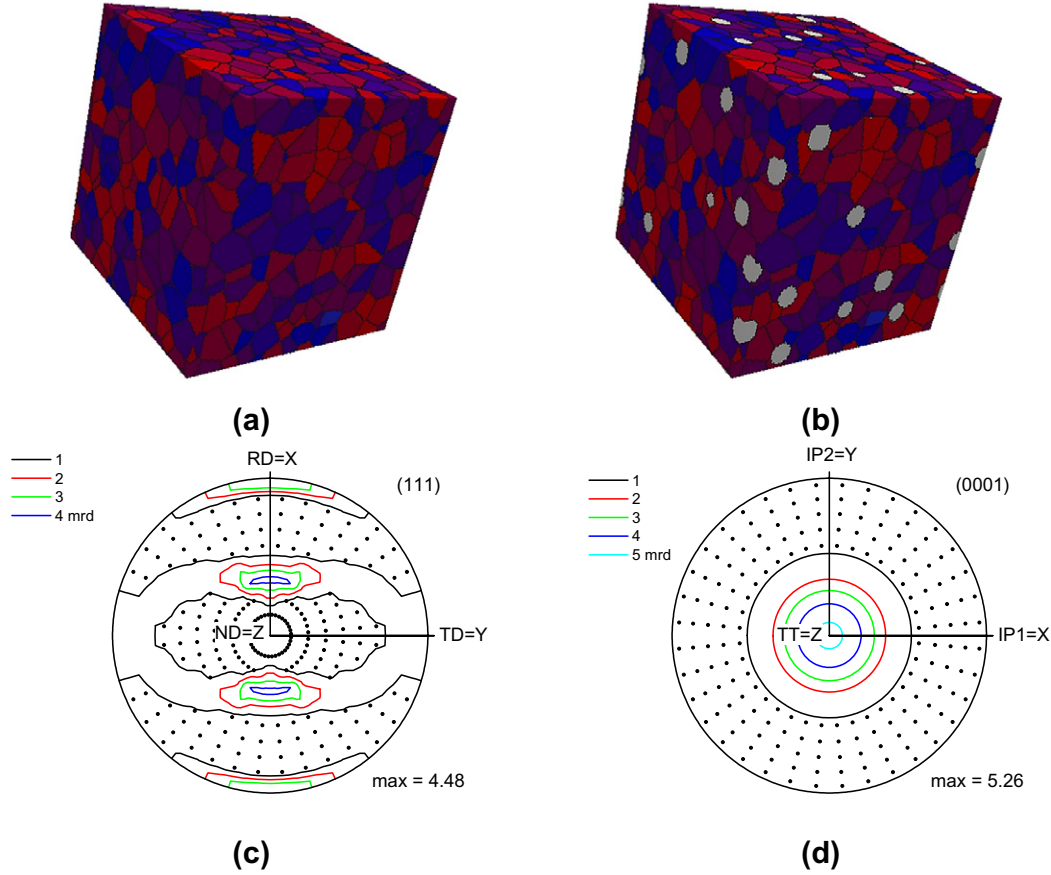 (a)
(b)
1
2
3
4 mrd
RD=X
(111)
ND=Z
TD=Y
max = 4.48
(c)
1
2
3
4
5 mrd
IP2=Y
(0001)
TT=Z
IP1=X
max = 5.26
(d)